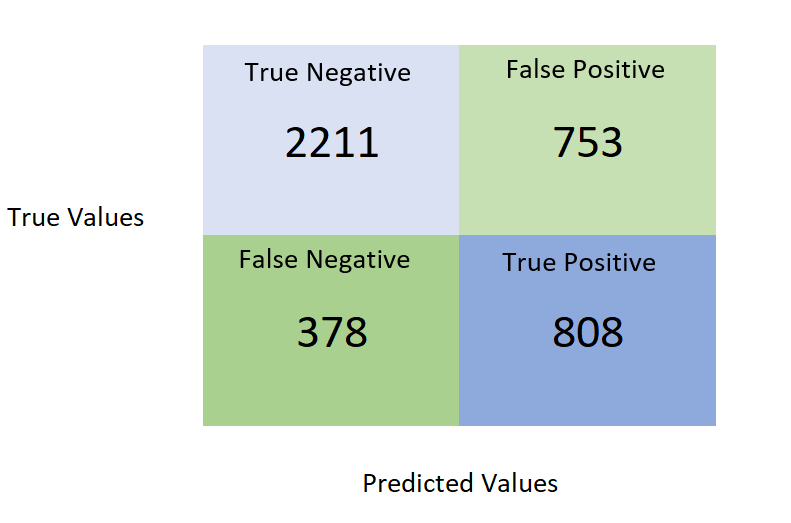 True Negative
False Positive
2211
753
True Values
False Negative
True Positive
378
808
Predicted Values